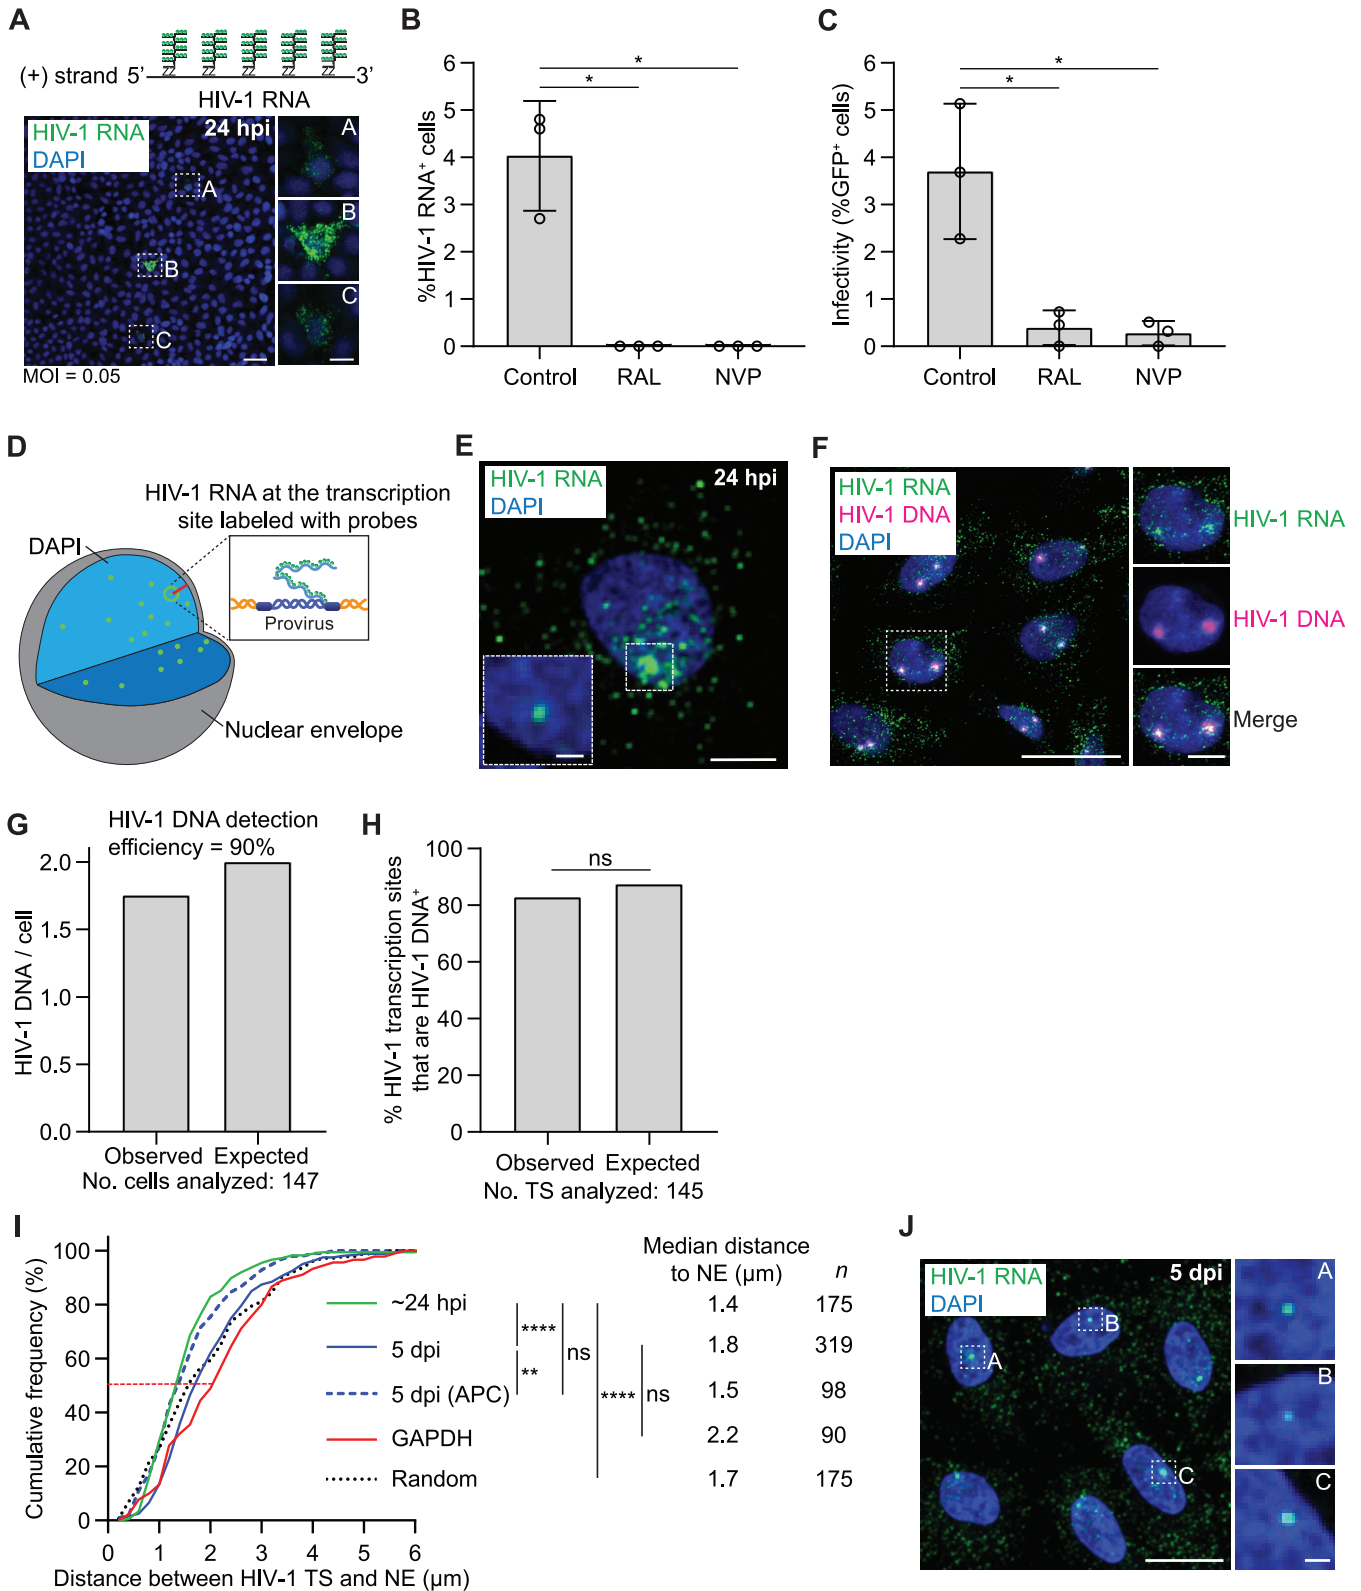 A
(+) strand 5’
ZZ ZZ ZZ ZZ ZZ
3’
HIV-1 RNA
HIV-1 RNA
DAPI
24 hpi
A
B
C
A
B
C
MOI = 0.05
B
%HIV-1 RNA⁺ cells
6
5
4
3
2
1
0
*
*
Control RAL NVP
C
Infectivity (%GFP⁺ cells)
6
5
4
3
2
1
0
*
*
Control RAL NVP
D
HIV-1 RNA at the transcription
site labeled with probes
DAPI
Provirus
Nuclear envelope
E
HIV-1 RNA
DAPI
24 hpi
F
HIV-1 RNA
HIV-1 DNA
DAPI
HIV-1 RNA
HIV-1 DNA
Merge
G
HIV-1 DNA detection
efficiency = 90%
HIV-1 DNA / cell
2.0
1.5
1.0
0.5
0.0
Observed Expected
No. cells analyzed: 147
H
% HIV-1 transcription sites
that are HIV-1 DNA⁺
100
80
60
40
20
0
ns
Observed Expected
No. TS analyzed: 145
I
Cumulative frequency (%)
100
80
60
40
20
0
0 1 2 3 4 5 6
Distance between HIV-1 TS and NE (μm)
Median distance
to NE (μm) n
~24 hpi 1.4 175
5 dpi 1.8 319
5 dpi (APC) 1.5 98
GAPDH 2.2 90
Random 1.7 175
****
**
ns
****
ns
J
HIV-1 RNA
DAPI
5 dpi
A
B
C
A
B
C